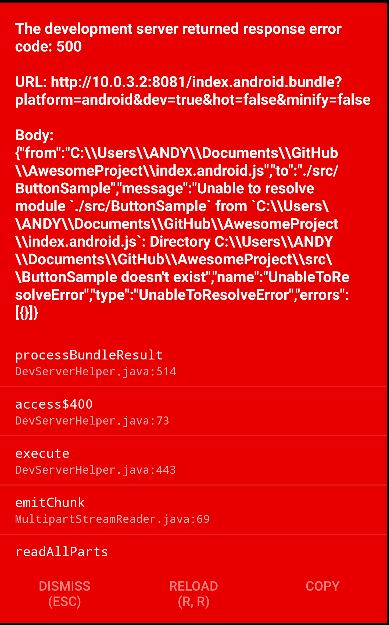 The development server returned response error
code: 500
URL: http://10.0.3.2:8081/index.android.bundle?
platform=android&dev=true&hot=false&minify=false
Body:
{"from":"C:\\Users\\ANDY\\Documents\\GitHub
\\AwesomeProject\\index.android.js","to":"./src/
ButtonSample","message":"Unable to resolve
module `./src/ButtonSample` from `C:\\Users\
\ANDY\\Documents\\GitHub\\AwesomeProject
\\index.android.js`: Directory C:\\Users\\ANDY
\\Documents\\GitHub\\AwesomeProject\\src\
\ButtonSample doesn't exist","name":"UnableToRe
solveError","type":"UnableToResolveError","errors":
[{}]}
processBundleResult
DevServerHelper.java:514
access$400
DevServerHelper.java:73
execute
DevServerHelper.java:443
emitChunk
MultipartStreamReader.java:69
readAllParts
DISMISS RELOAD COPY
(ESC) (R, R)